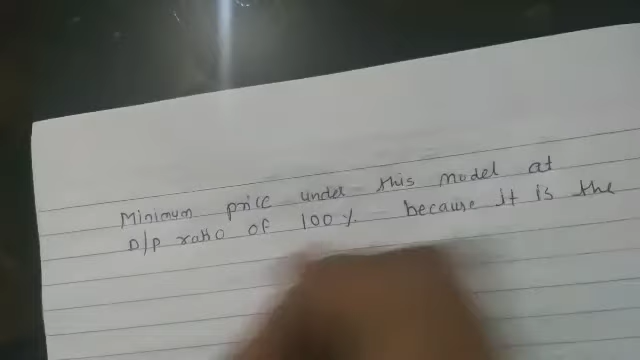 Minimum price under this model at
D/P ratio of 100% because it is the